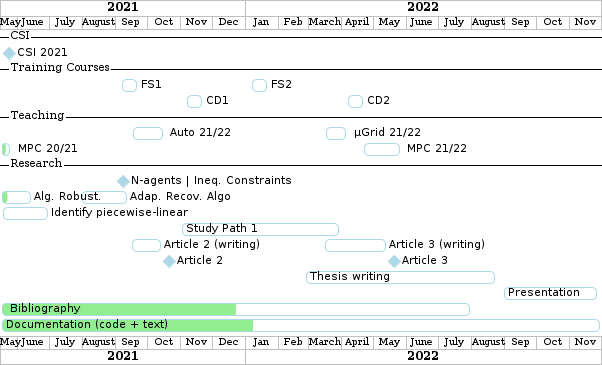 2021 2022
May June July August Sep Oct Nov Dec Jan Feb March April May June July August Sep Oct Nov
CSI
CSI 2021
Training Courses
FS1 FS2
CD1 CD2
Teaching
Auto 21/22 µGrid 21/22
MPC 20/21 MPC 21/22
Research
N-agents | Ineq. Constraints
Alg. Robust. Adap. Recov. Algo
Identify piecewise-linear
Study Path 1
Article 2 (writing) Article 3 (writing)
Article 2 Article 3
Thesis writing
Presentation
Bibliography
Documentation (code + text)
May June July August Sep Oct Nov Dec Jan Feb March April May June July August Sep Oct Nov
2021 2022